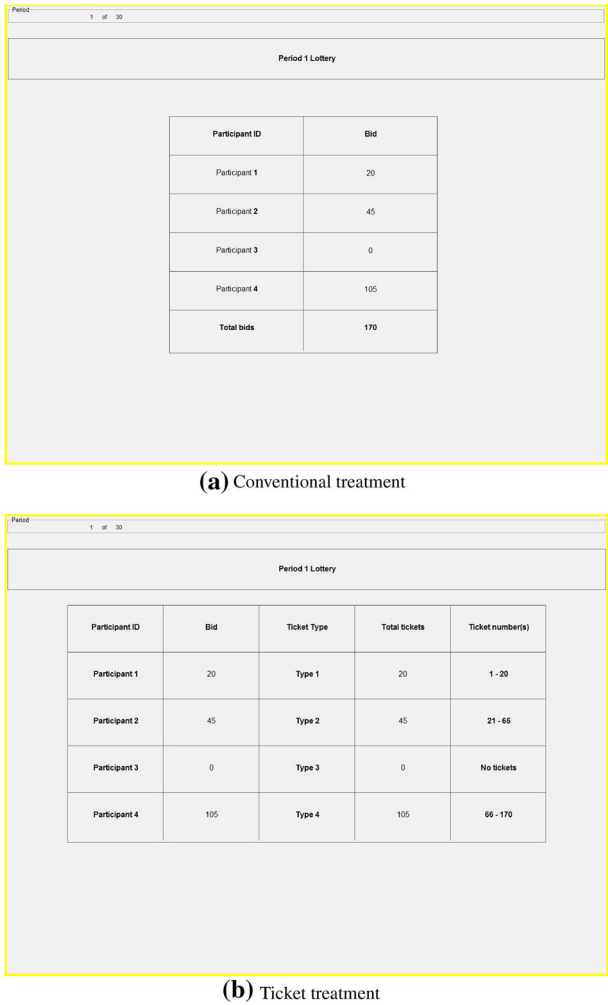 Period
1 of 30
Period 1 Lottery
Participant ID Bid
Participant 1 20
Participant 2 45
Participant 3 0
Participant 4 105
Total bids 170
(a) Conventional treatment
Period
1 of 30
Period 1 Lottery
Participant ID Bid Ticket Type Total tickets Ticket number(s)
Participant 1 20 Type 1 20 1 - 20
Participant 2 45 Type 2 45 21 - 65
Participant 3 0 Type 3 0 No tickets
Participant 4 105 Type 4 105 66 - 170
(b) Ticket treatment